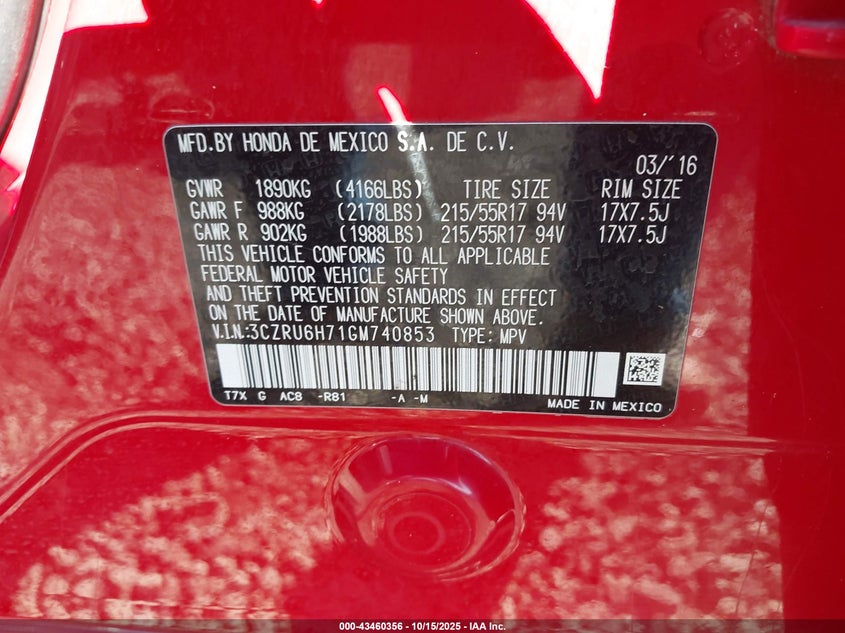 MFD.BY HONDA DE MEXICO S.A. DE C.V.
03/'16
GVWR 1890KG (4166LBS) TIRE SIZE RIM SIZE
GAWR F 988KG (2178LBS) 215/55R17 94V 17X7.5J
GAWR R 902KG (1988LBS) 215/55R17 94V 17X7.5J
THIS VEHICLE CONFORMS TO ALL APPLICABLE
FEDERAL MOTOR VEHICLE SAFETY
AND THEFT PREVENTION STANDARDS IN EFFECT
ON THE DATE OF MANUFACTURE SHOWN ABOVE.
V.I.N.:3CZRU6H71GM740853 TYPE: MPV
T7X G AC8 -R81 -A -M
MADE IN MEXICO
000-43460356 - 10/15/2025 - IAA Inc.